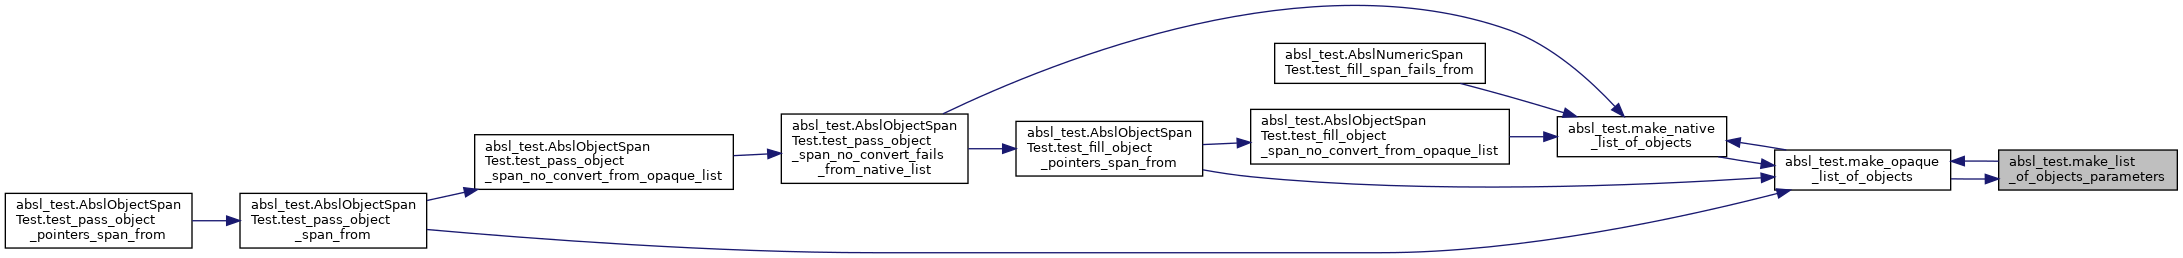 absl_test.AbslObjectSpan
Test.test_pass_object
_pointers_span_from
absl_test.AbslObjectSpan
Test.test_pass_object
_span_from
absl_test.AbslObjectSpan
Test.test_pass_object
_span_no_convert_from_opaque_list
absl_test.AbslObjectSpan
Test.test_pass_object
_span_no_convert_fails
_from_native_list
absl_test.AbslObjectSpan
Test.test_fill_object
_pointers_span_from
absl_test.AbslNumericSpan
Test.test_fill_span_fails_from
absl_test.AbslObjectSpan
Test.test_fill_object
_span_no_convert_from_opaque_list
absl_test.make_native
_list_of_objects
absl_test.make_opaque
_list_of_objects
absl_test.make_list
_of_objects_parameters